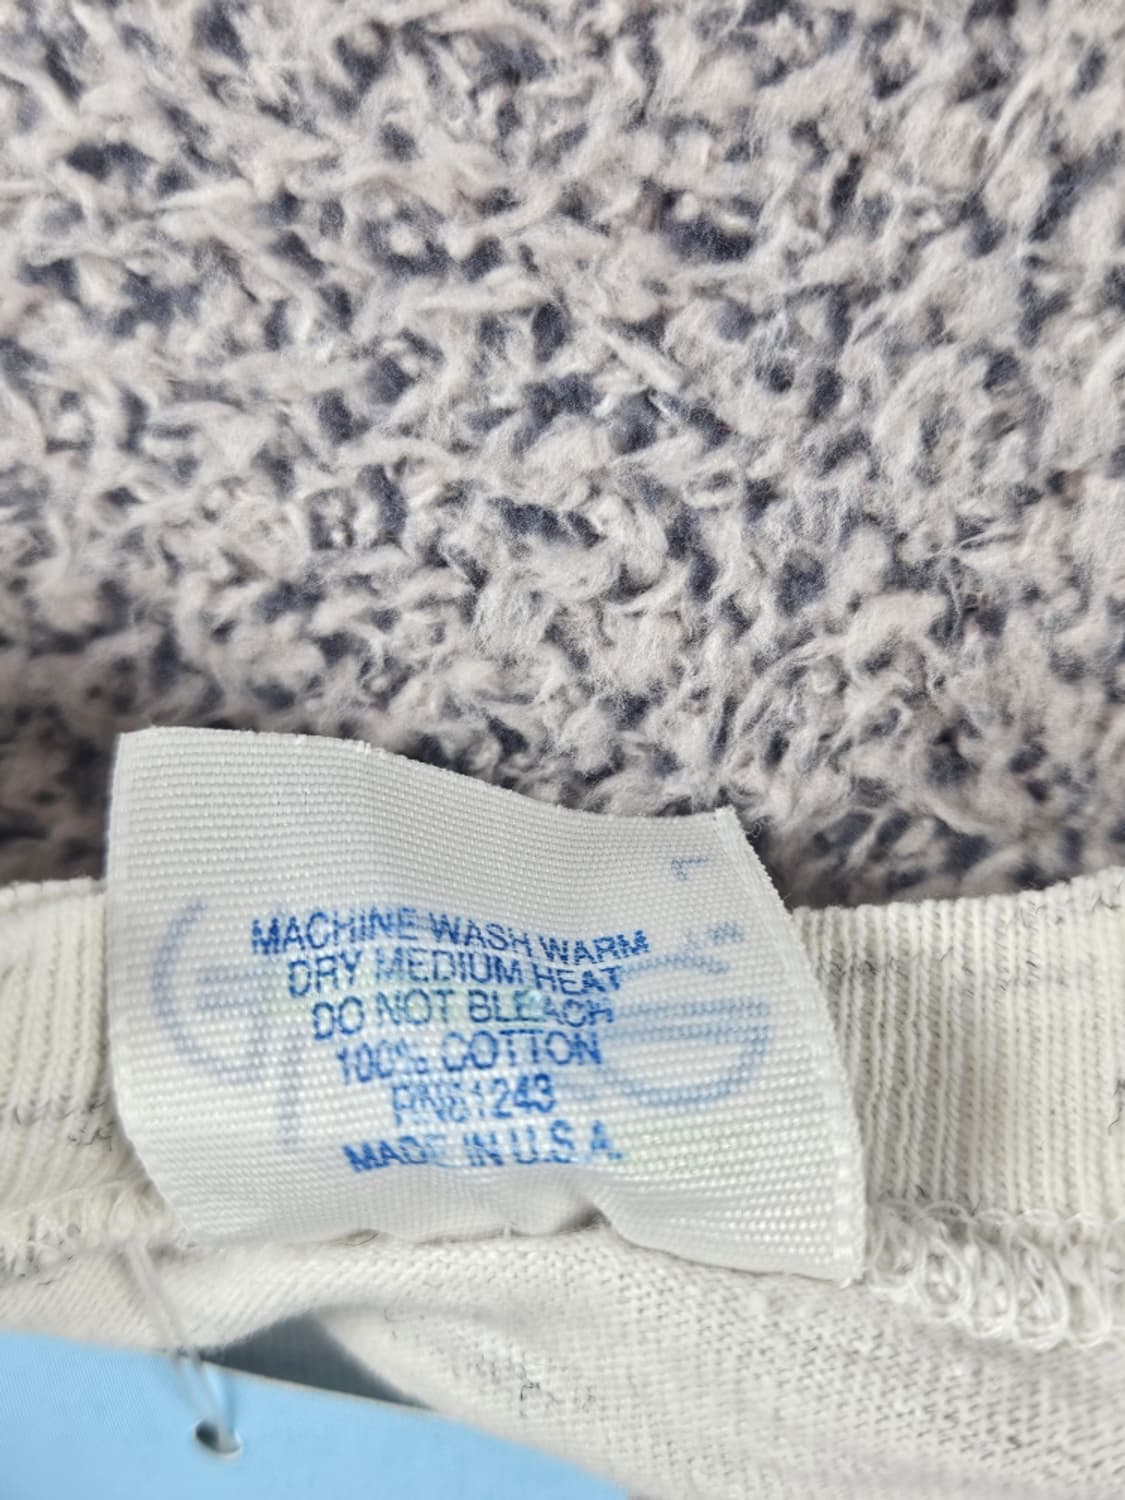 MACHINE WASH WARM
DRY MEDIUM HEAT
DO NOT BLEACH
100% COTTON
RN61243
MADE IN U.S.A.